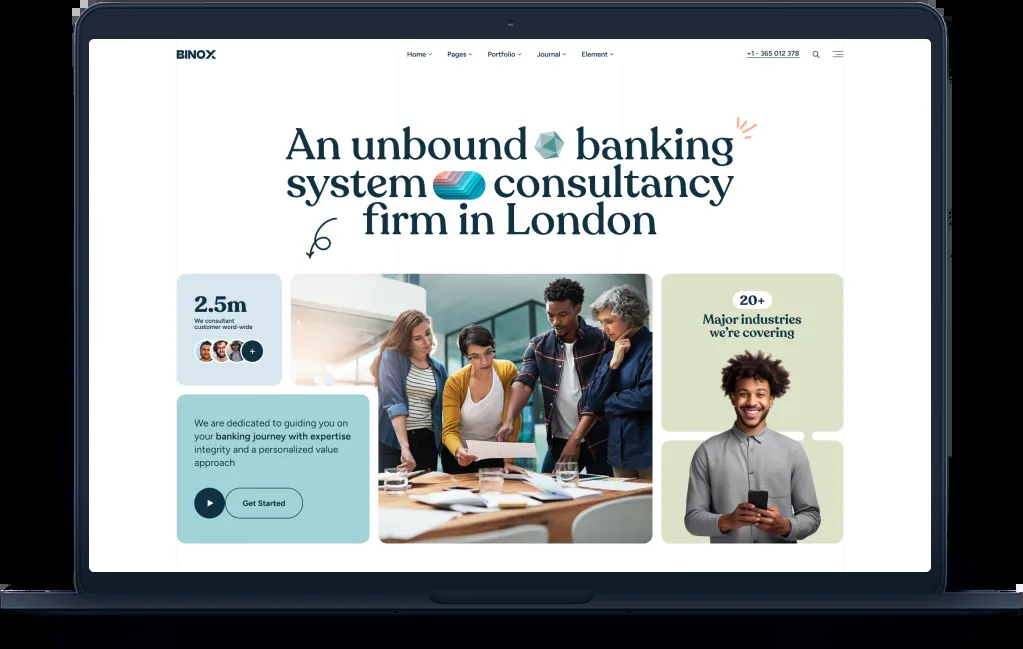 BINOX
Home Pages Portfolio Journal Element
+1 - 365 012 378
An unbound banking
system consultancy
firm in London
2.5m
We consultant
customer word-wide
+
20+
Major industries
we're covering
We are dedicated to guiding you on
your banking journey with expertise
integrity and a personalized value
approach
Get Started